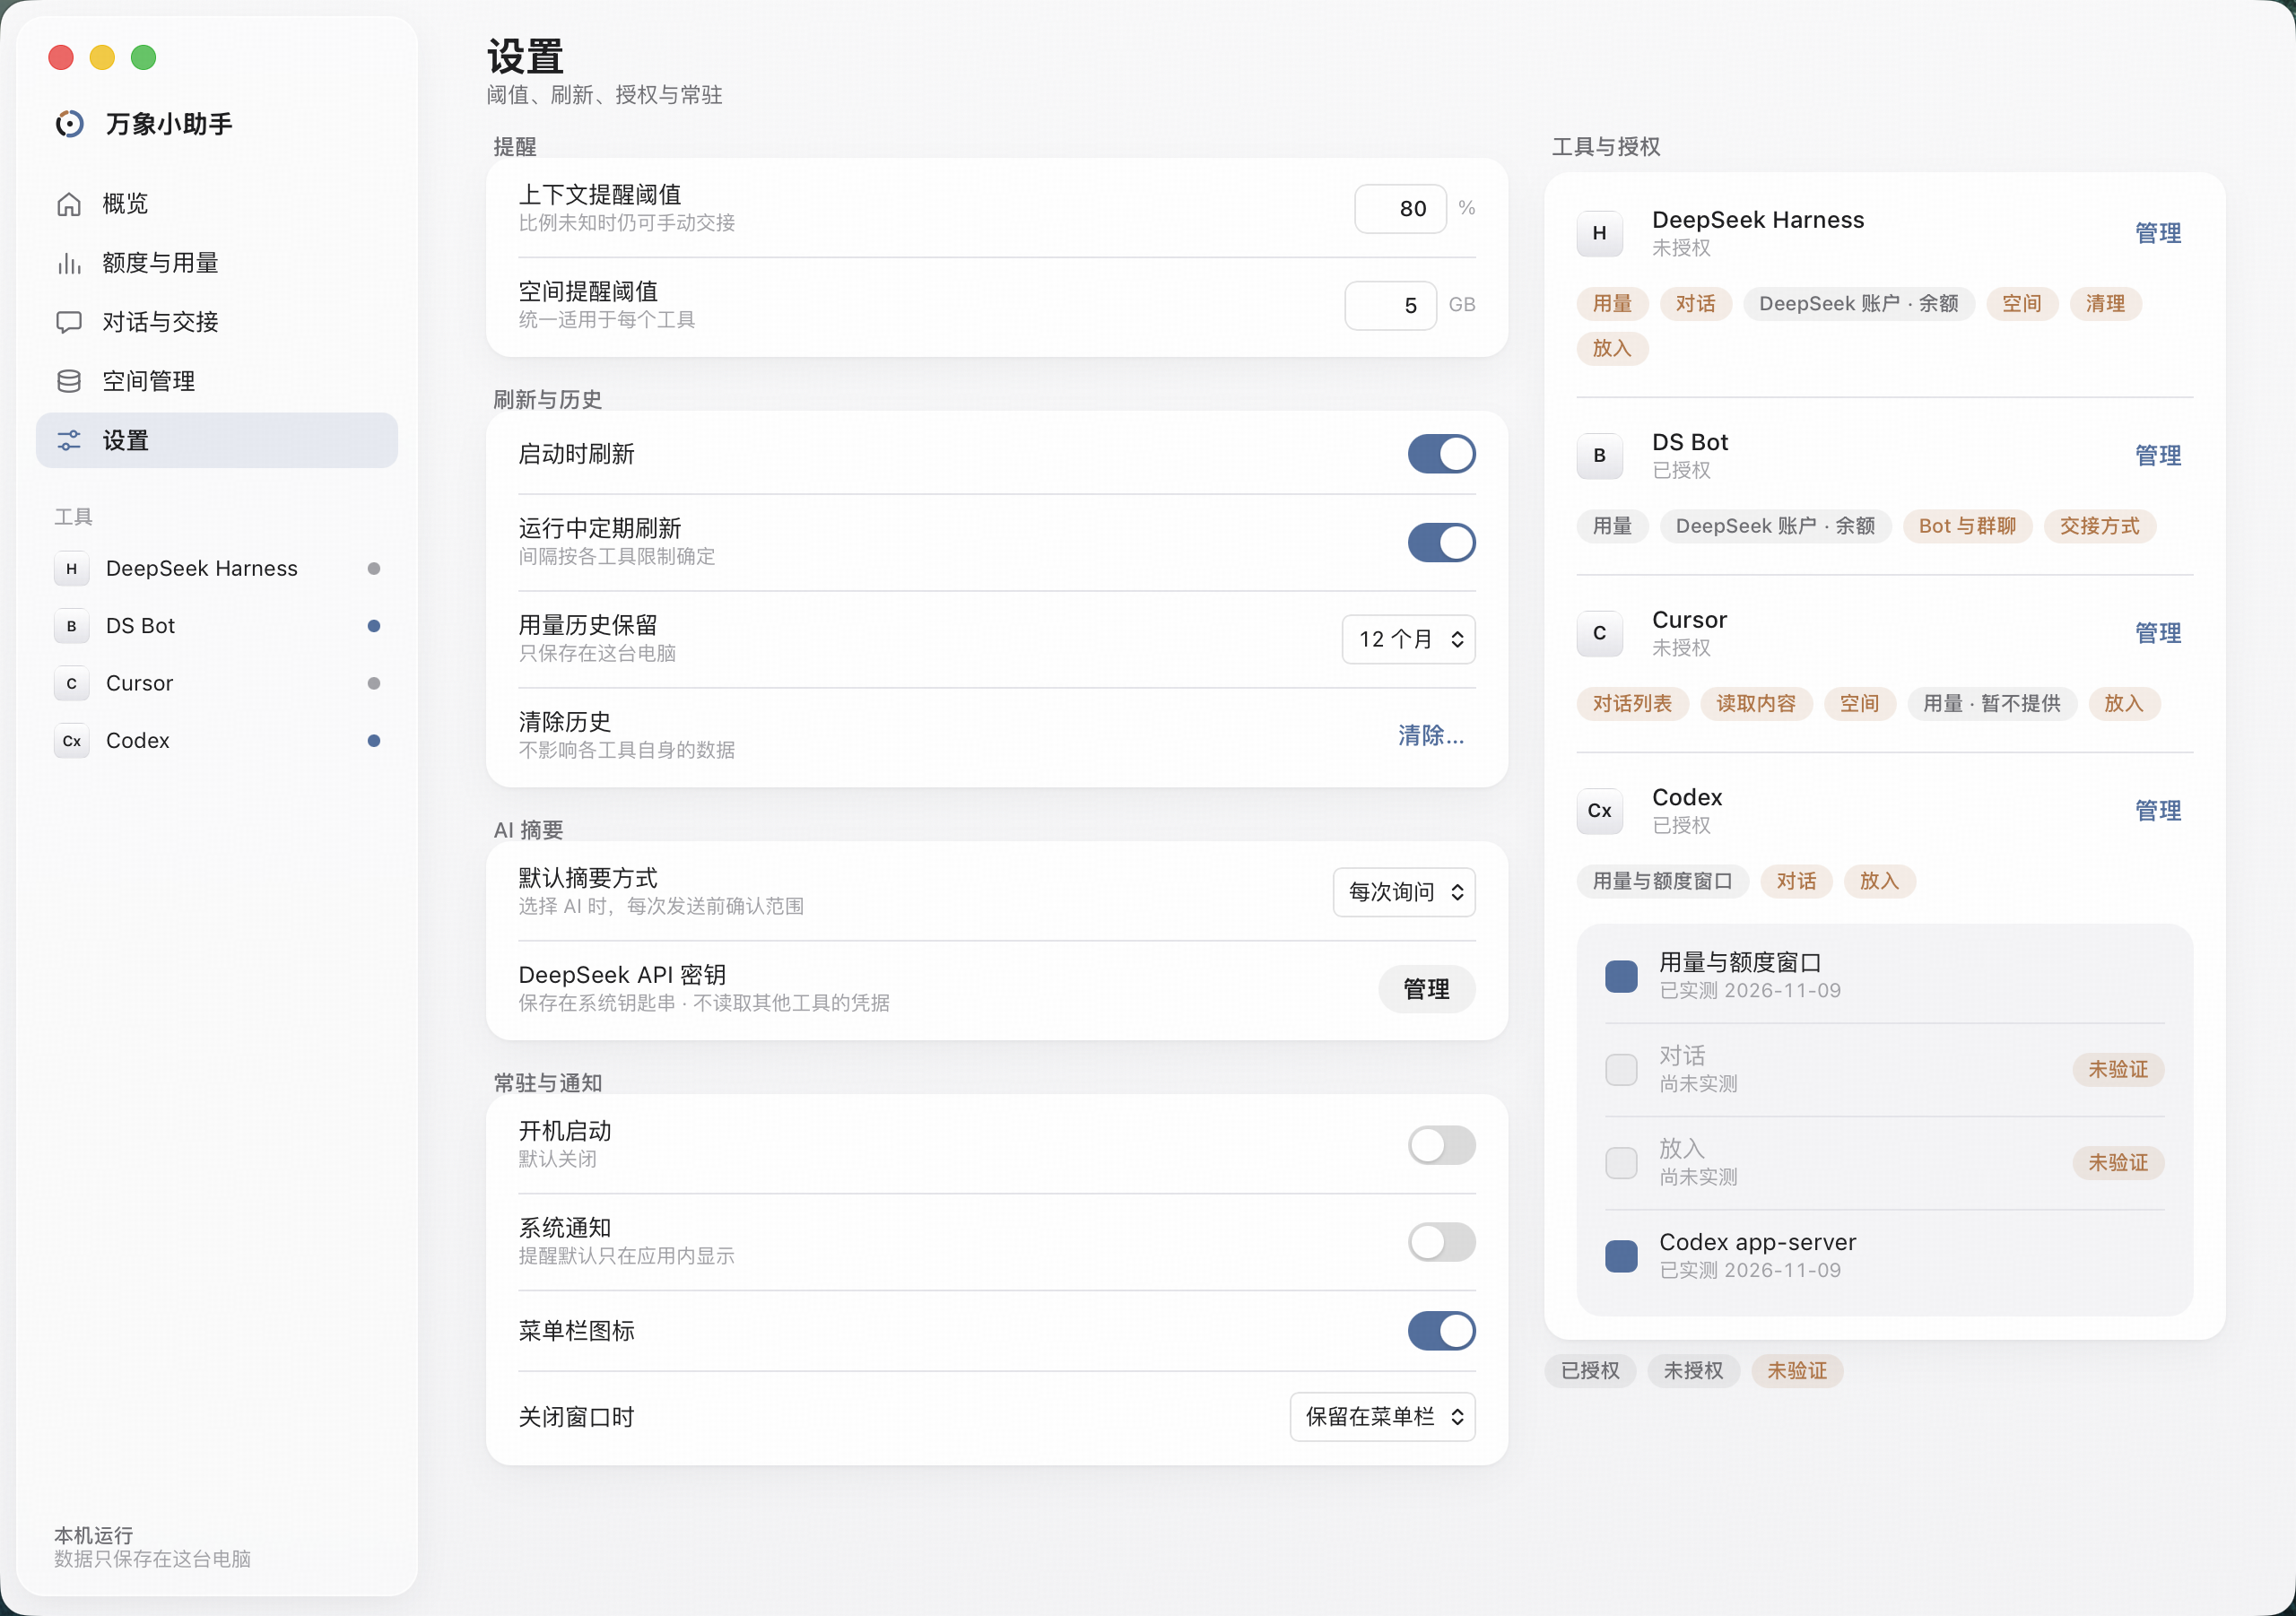 万象小助手
概览
额度与用量
对话与交接
空间管理
设置
工具
H DeepSeek Harness
B DS Bot
C Cursor
Cx Codex
本机运行
数据只保存在这台电脑
设置
阈值、刷新、授权与常驻
提醒
上下文提醒阈值
比例未知时仍可手动交接
80 %
空间提醒阈值
统一适用于每个工具
5 GB
刷新与历史
启动时刷新
运行中定期刷新
间隔按各工具限制确定
用量历史保留
只保存在这台电脑
12 个月
清除历史
不影响各工具自身的数据
清除...
AI 摘要
默认摘要方式
选择 AI 时，每次发送前确认范围
每次询问
DeepSeek API 密钥
保存在系统钥匙串 · 不读取其他工具的凭据
管理
常驻与通知
开机启动
默认关闭
系统通知
提醒默认只在应用内显示
菜单栏图标
关闭窗口时
保留在菜单栏
工具与授权
H DeepSeek Harness
未授权
管理
用量 对话 DeepSeek 账户 · 余额 空间 清理
放入
B DS Bot
已授权
管理
用量 DeepSeek 账户 · 余额 Bot 与群聊 交接方式
C Cursor
未授权
管理
对话列表 读取内容 空间 用量 · 暂不提供 放入
Cx Codex
已授权
管理
用量与额度窗口 对话 放入
用量与额度窗口
已实测 2026-11-09
对话
尚未实测
未验证
放入
尚未实测
未验证
Codex app-server
已实测 2026-11-09
已授权 未授权 未验证